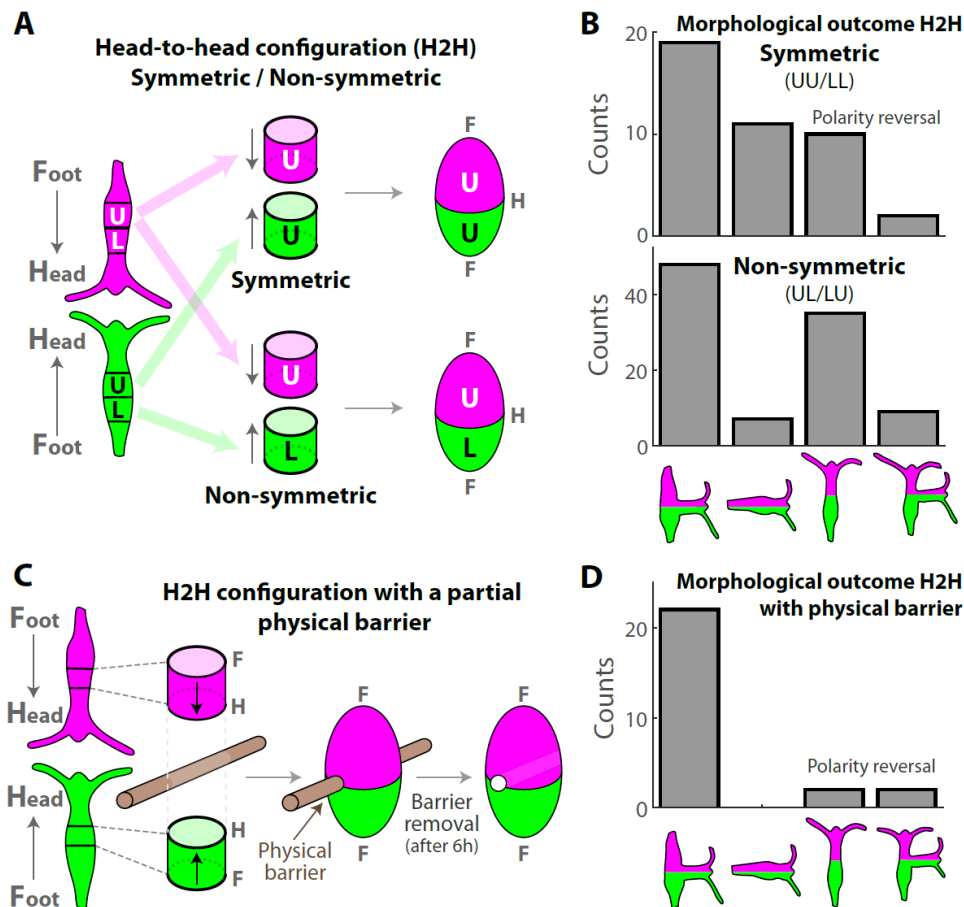 A
Head-to-head configuration (H2H)
Symmetric / Non-symmetric
Foot
Head
Head
Foot
U
L
U
L
U
U
Symmetric
F
U
H
U
F
U
L
Non-symmetric
F
U
H
L
F
B
Morphological outcome H2H
Symmetric
(UU/LL)
Polarity reversal
Counts
20
10
0
Non-symmetric
(UL/LU)
Counts
40
20
0
C
H2H configuration with a partial
physical barrier
Foot
Head
Head
Foot
F
H
H
F
Physical
barrier
F
F
Barrier
removal
(after 6h)
F
F
D
Morphological outcome H2H
with physical barrier
Counts
20
10
0
Polarity reversal